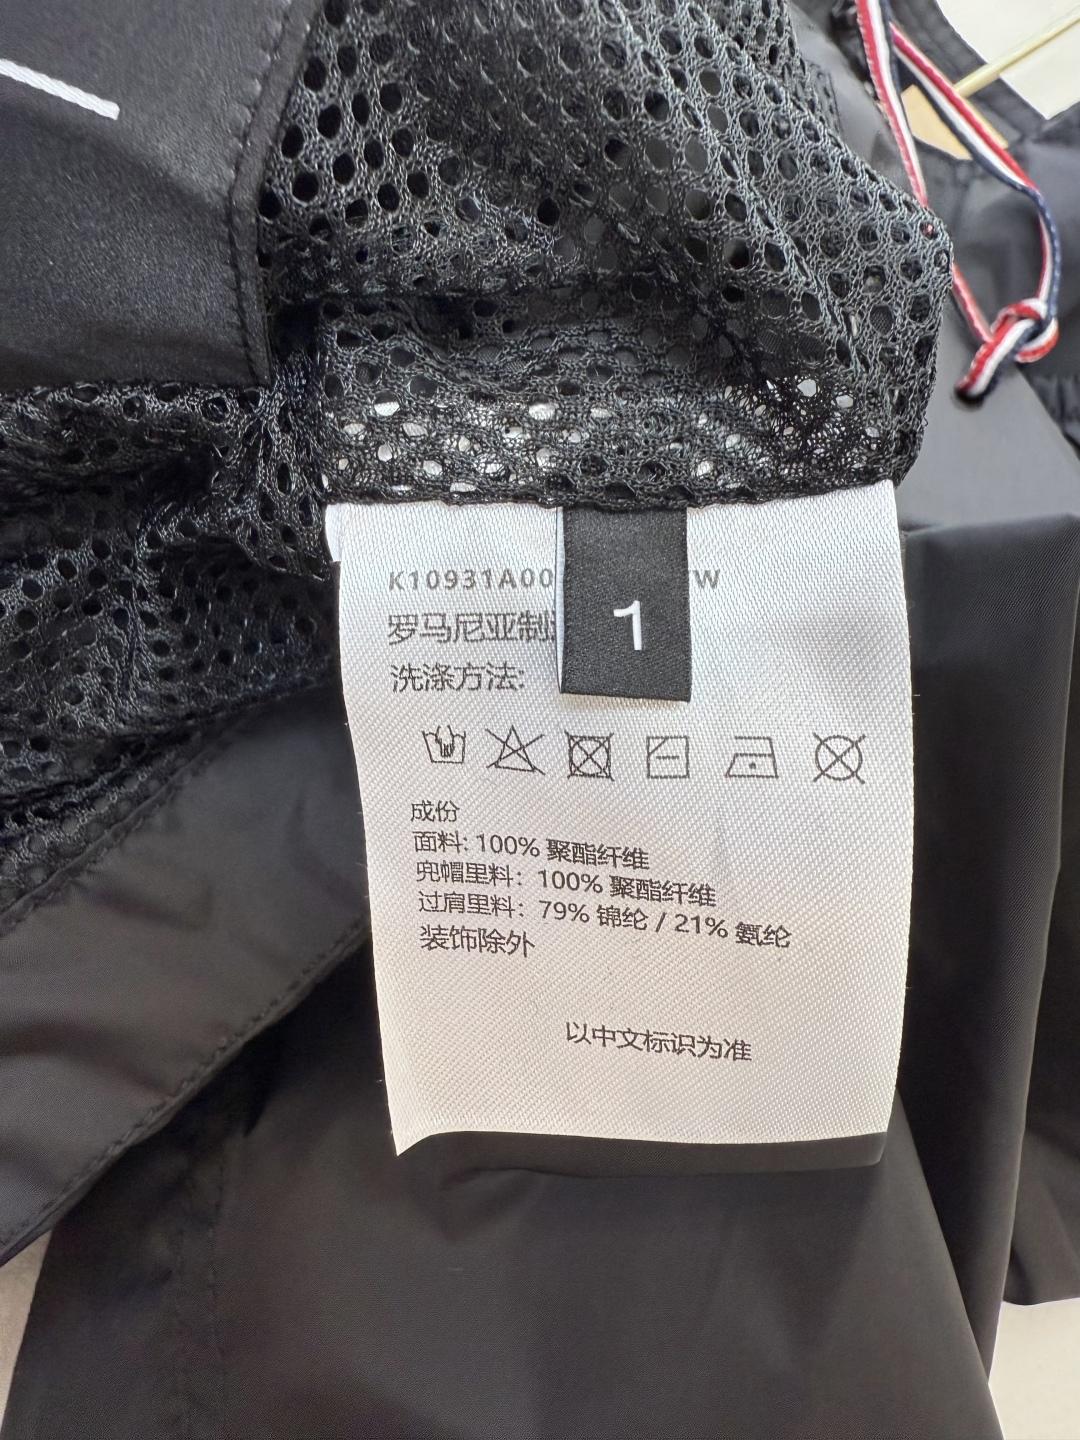 K10931A00 W
罗马尼亚制
1
洗涤方法:
成份
面料: 100% 聚酯纤维
兜帽里料: 100% 聚酯纤维
过肩里料: 79% 锦纶 / 21% 氨纶
装饰除外
以中文标识为准